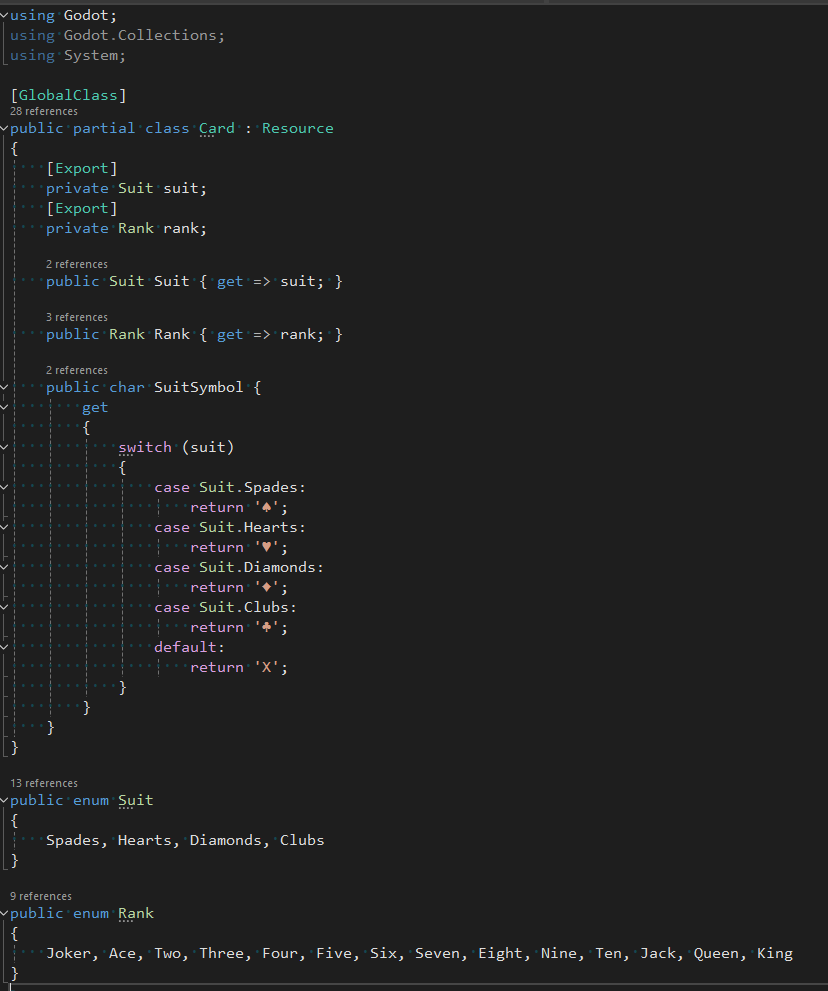 using Godot;
using Godot.Collections;
using System;
[GlobalClass]
28 references
public partial class Card : Resource
{
[Export]
private Suit suit;
[Export]
private Rank rank;
2 references
public Suit Suit { get => suit; }
3 references
public Rank Rank { get => rank; }
2 references
public char SuitSymbol {
get
{
switch (suit)
{
case Suit.Spades:
return '♠';
case Suit.Hearts:
return '♥';
case Suit.Diamonds:
return '♦';
case Suit.Clubs:
return '♣';
default:
return 'X';
}
}
}
}
13 references
public enum Suit
{
Spades, Hearts, Diamonds, Clubs
}
9 references
public enum Rank
{
Joker, Ace, Two, Three, Four, Five, Six, Seven, Eight, Nine, Ten, Jack, Queen, King
}